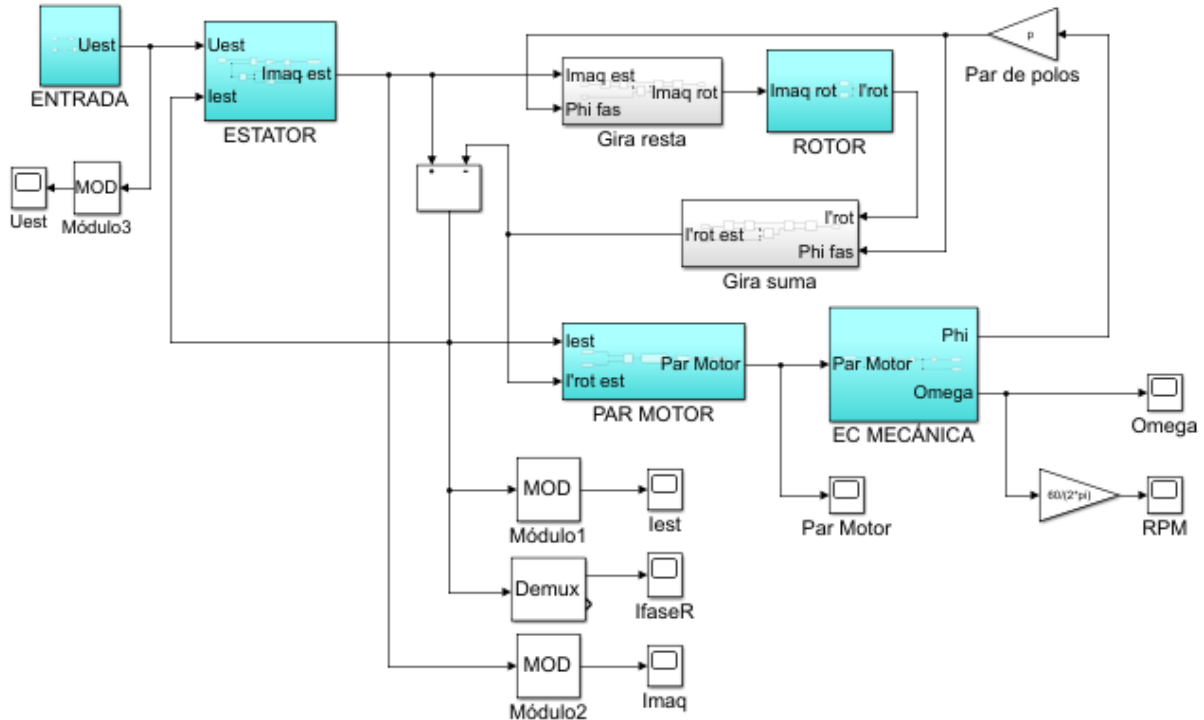 Uest
ENTRADA
Uest
Iest
Imaq est
ESTATOR
p
Par de polos
Imaq est
Phi fas
Imaq rot
Gira resta
Imaq rot
I'rot
ROTOR
MOD
Uest
Módulo3
+
-
I'rot est
I'rot
Phi fas
Gira suma
Iest
I'rot est
Par Motor
PAR MOTOR
Par Motor
Phi
Omega
EC MECÁNICA
Omega
MOD
Módulo1
Iest
Par Motor
60/(2*pi)
RPM
Demux
IfaseR
MOD
Módulo2
Imaq